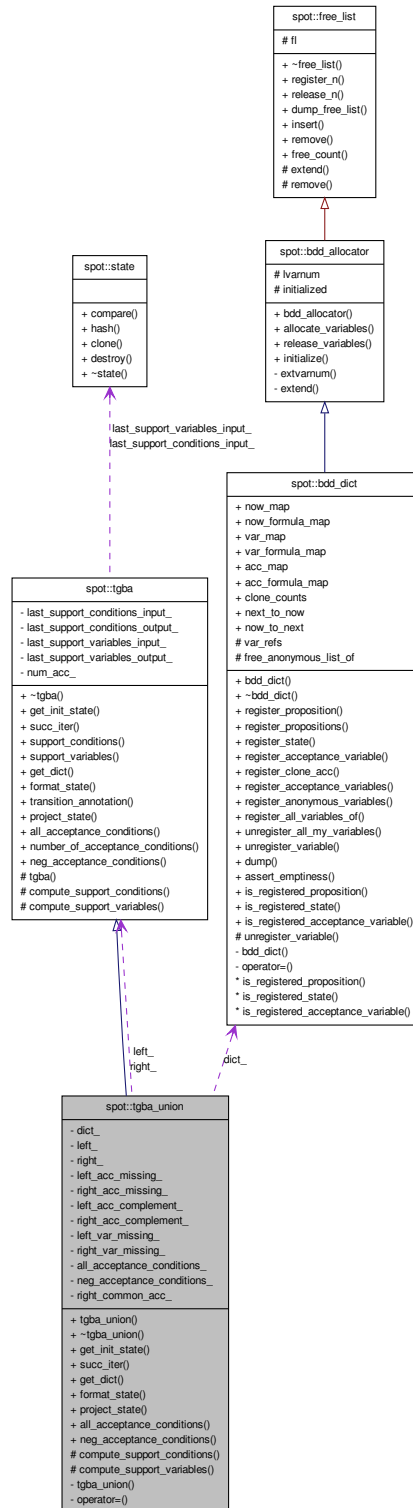 spot::free_list
# fl
+ ~free_list()
+ register_n()
+ release_n()
+ dump_free_list()
+ insert()
+ remove()
+ free_count()
# extend()
# remove()
spot::bdd_allocator
# lvarnum
# initialized
+ bdd_allocator()
+ allocate_variables()
+ release_variables()
+ initialize()
- extvarnum()
- extend()
spot::state
+ compare()
+ hash()
+ clone()
+ destroy()
+ ~state()
last_support_variables_input_
last_support_conditions_input_
spot::bdd_dict
+ now_map
+ now_formula_map
+ var_map
+ var_formula_map
+ acc_map
+ acc_formula_map
+ clone_counts
+ next_to_now
+ now_to_next
# var_refs
# free_anonymous_list_of
+ bdd_dict()
+ ~bdd_dict()
+ register_proposition()
+ register_propositions()
+ register_state()
+ register_acceptance_variable()
+ register_clone_acc()
+ register_acceptance_variables()
+ register_anonymous_variables()
+ register_all_variables_of()
+ unregister_all_my_variables()
+ unregister_variable()
+ dump()
+ assert_emptiness()
+ is_registered_proposition()
+ is_registered_state()
+ is_registered_acceptance_variable()
# unregister_variable()
- bdd_dict()
- operator=()
* is_registered_proposition()
* is_registered_state()
* is_registered_acceptance_variable()
spot::tgba
- last_support_conditions_input_
- last_support_conditions_output_
- last_support_variables_input_
- last_support_variables_output_
- num_acc_
+ ~tgba()
+ get_init_state()
+ succ_iter()
+ support_conditions()
+ support_variables()
+ get_dict()
+ format_state()
+ transition_annotation()
+ project_state()
+ all_acceptance_conditions()
+ number_of_acceptance_conditions()
+ neg_acceptance_conditions()
# tgba()
# compute_support_conditions()
# compute_support_variables()
left_
right_
dict_
spot::tgba_union
- dict_
- left_
- right_
- left_acc_missing_
- right_acc_missing_
- left_acc_complement_
- right_acc_complement_
- left_var_missing_
- right_var_missing_
- all_acceptance_conditions_
- neg_acceptance_conditions_
- right_common_acc_
+ tgba_union()
+ ~tgba_union()
+ get_init_state()
+ succ_iter()
+ get_dict()
+ format_state()
+ project_state()
+ all_acceptance_conditions()
+ neg_acceptance_conditions()
# compute_support_conditions()
# compute_support_variables()
- tgba_union()
- operator=()